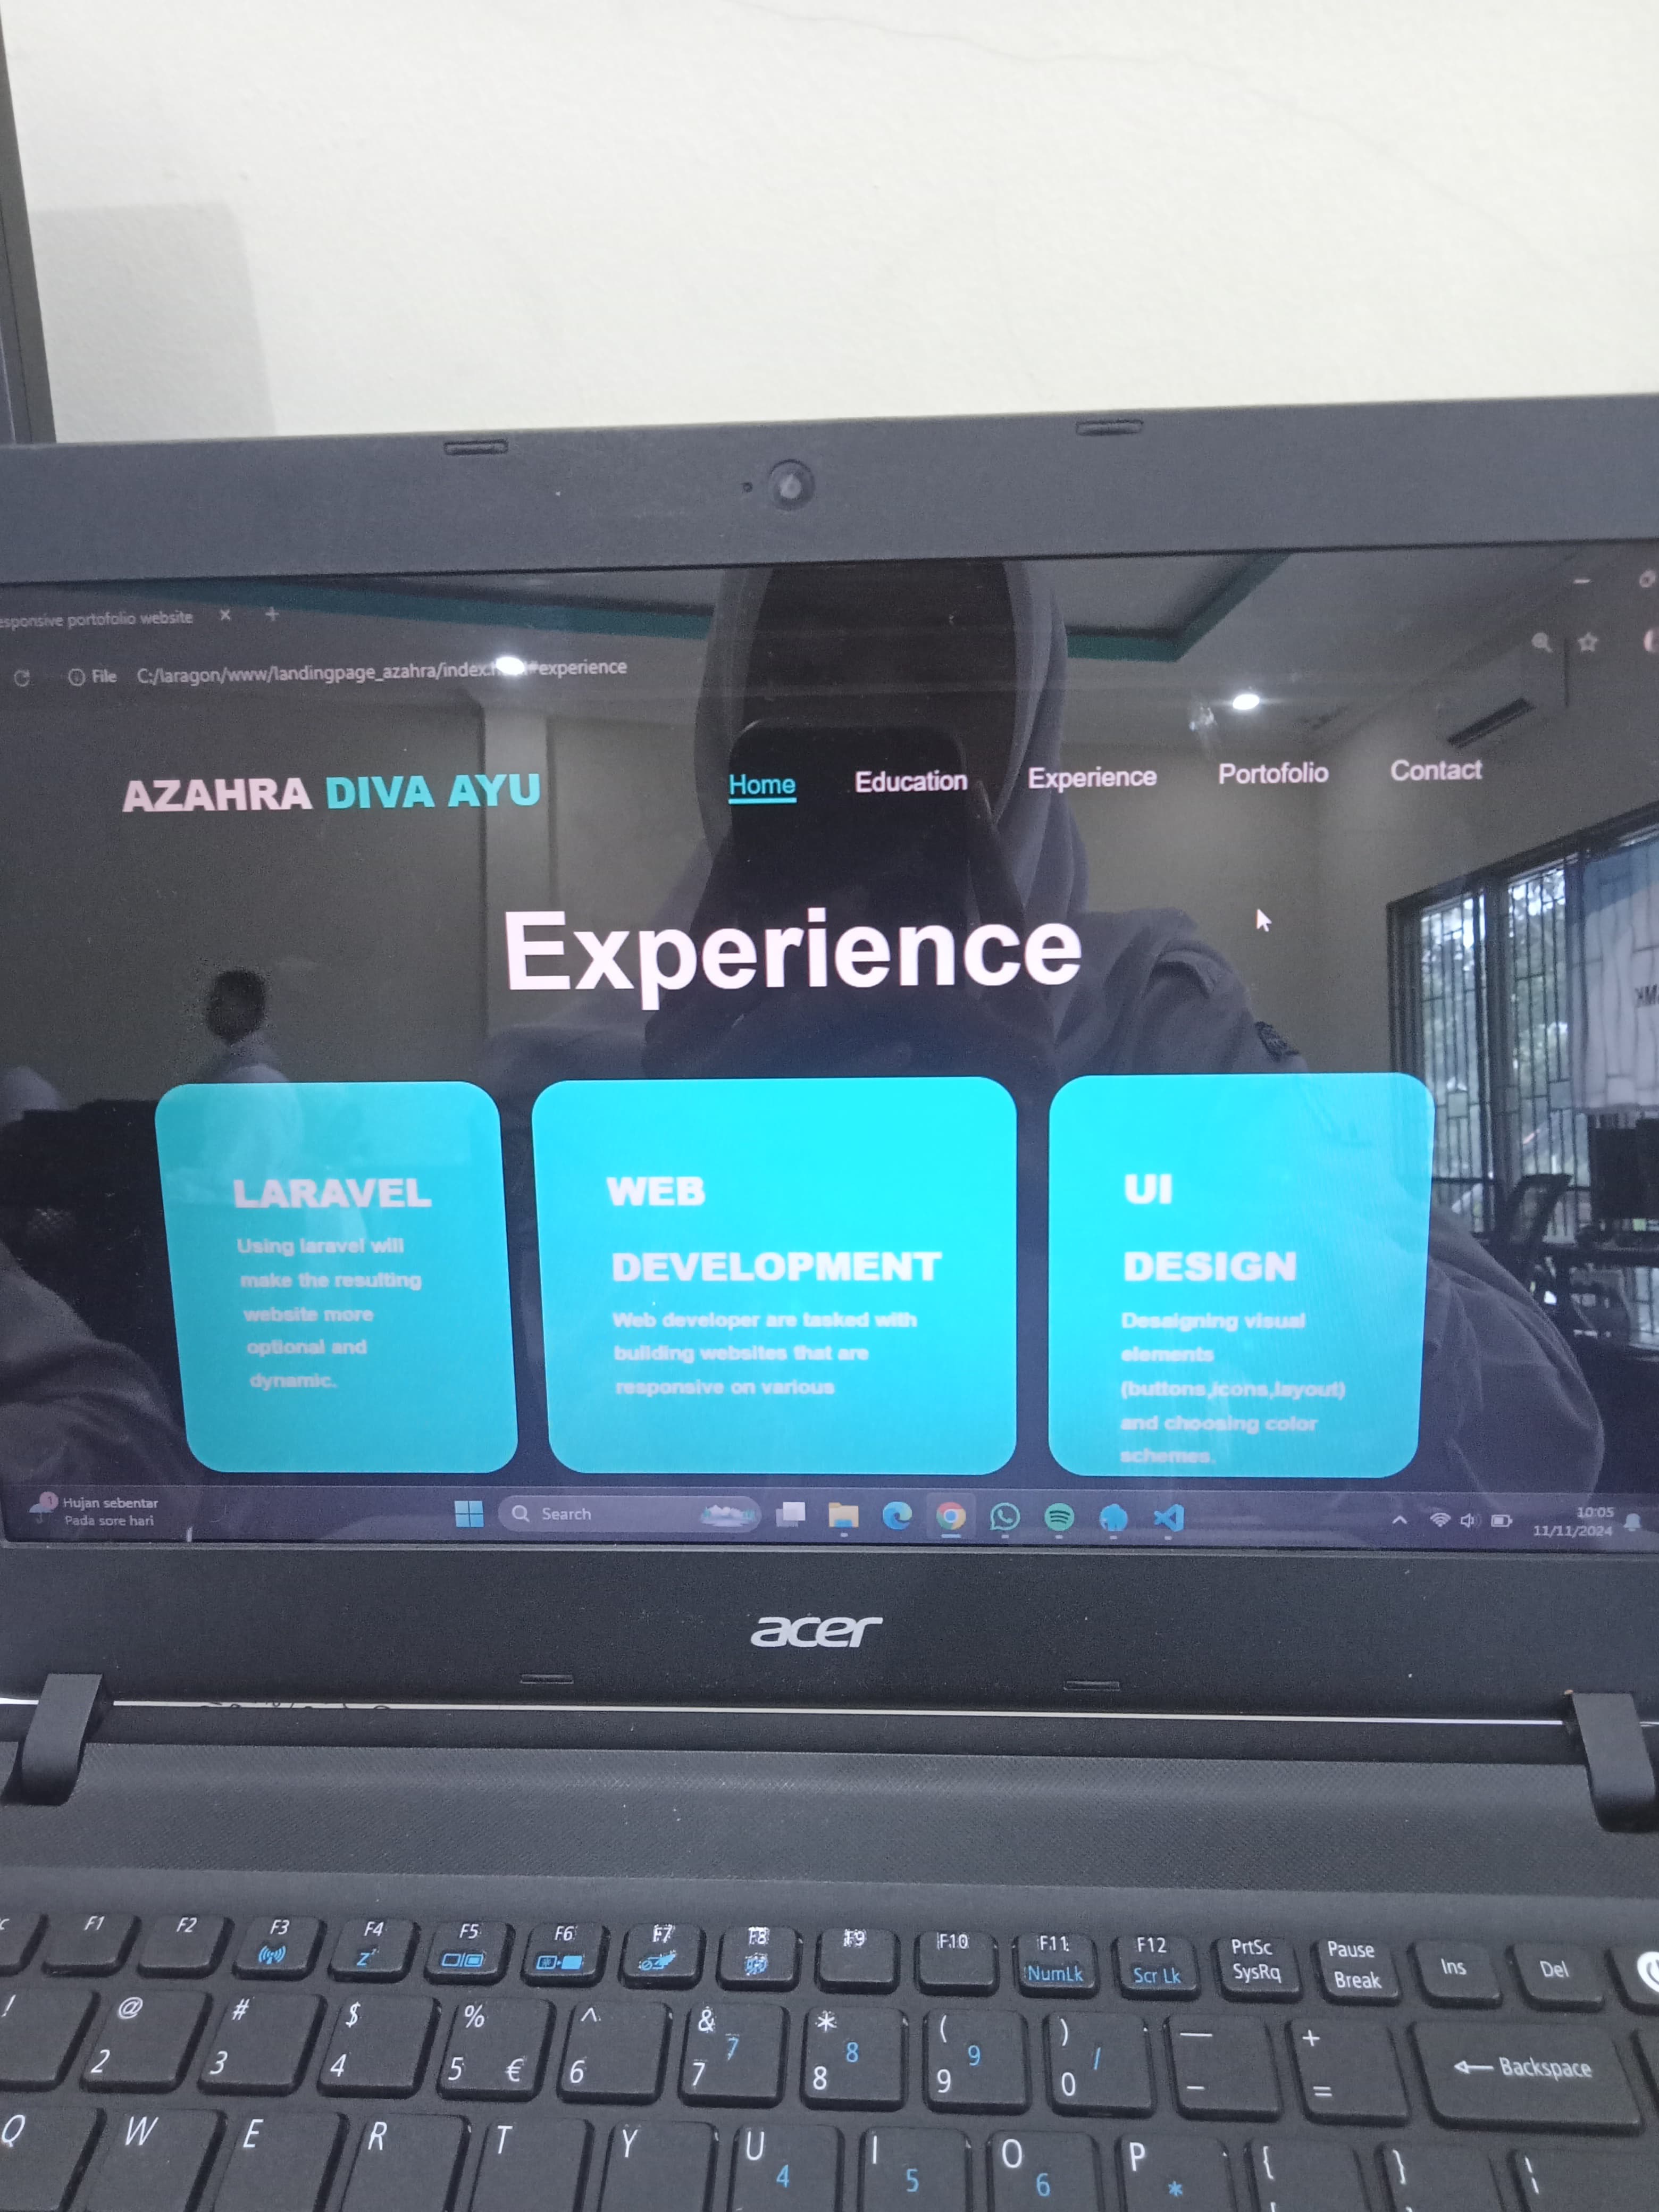 esponsive portofolio website
File C:/laragon/www/landingpage_azahra/index.h
#experience
AZAHRA DIVA AYU
Home Education Experience Portofolio Contact
Experience
LARAVEL
Using laravel will
make the resulting
website more
optional and
dynamic.
WEB
DEVELOPMENT
Web developer are tasked with
building websites that are
responsive on various
UI
DESIGN
Desaigning visual
elements
(buttons,icons,layout)
and choosing color
schemes.
1
Hujan sebentar
Pada sore hari
Search
10:05
11/11/2024
acer
F1 F2 F3 F4 F5 F6 F7 F8 F9 F10 F11 F12 PrtSc Pause Ins Del
zᶻ NumLk Scr Lk SysRq Break
! @ # $ % ^ & * ( ) — +
2 3 4 5 € 6 7 7 8 8 9 9 0 / - = ← Backspace
Q W E R T Y U I O P { } |
4 5 6 * [ ]